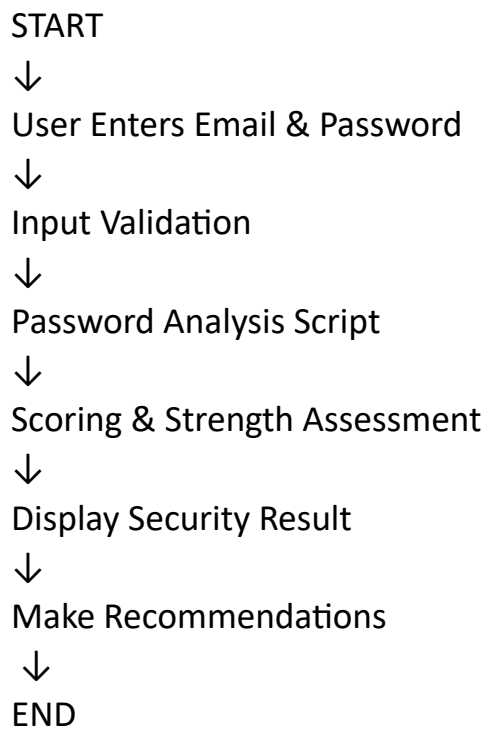 START
↓
User Enters Email & Password
↓
Input Validation
↓
Password Analysis Script
↓
Scoring & Strength Assessment
↓
Display Security Result
↓
Make Recommendations
↓
END